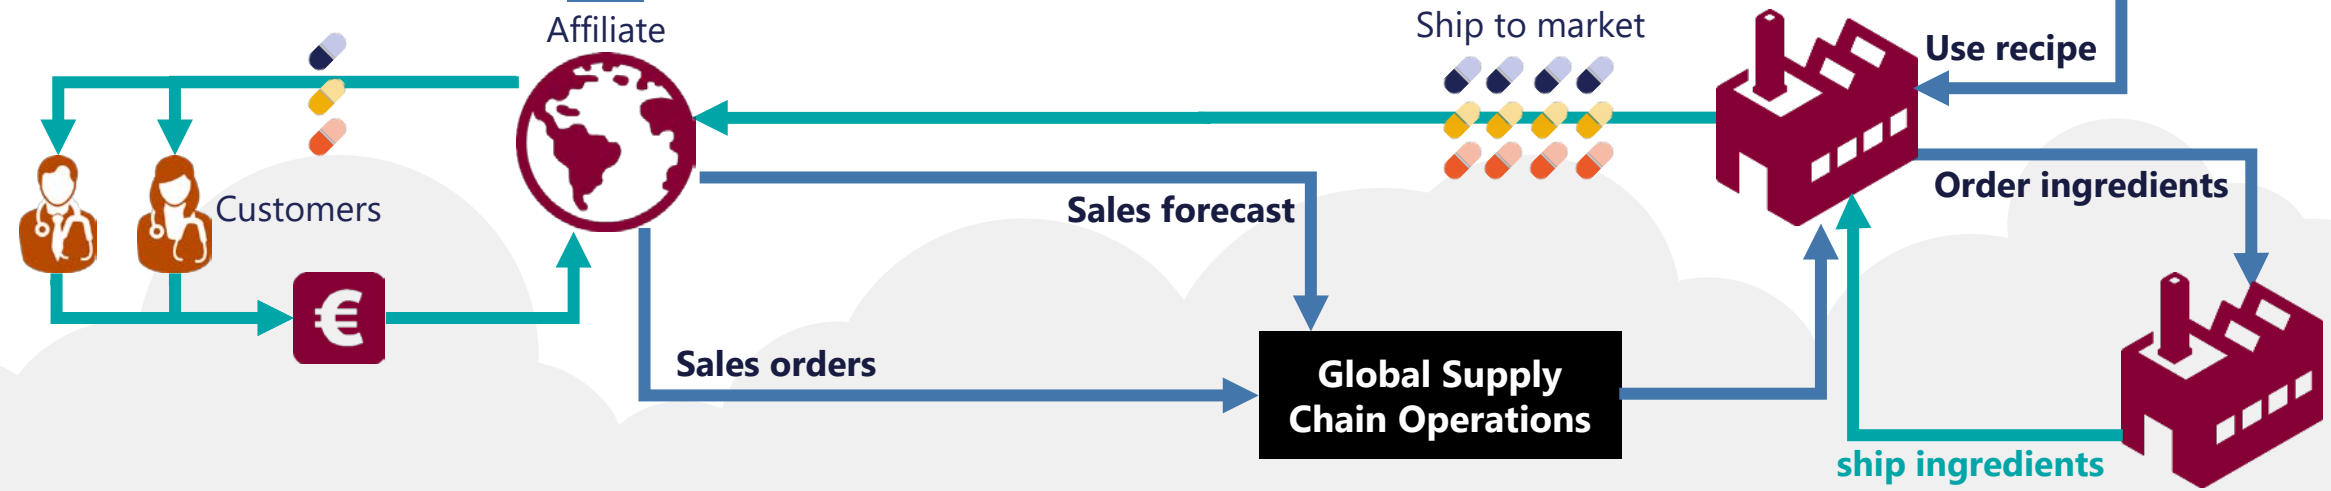 Affiliate
Ship to market
Use recipe
Order ingredients
Customers
Sales forecast
€
Sales orders
Global Supply
Chain Operations
ship ingredients